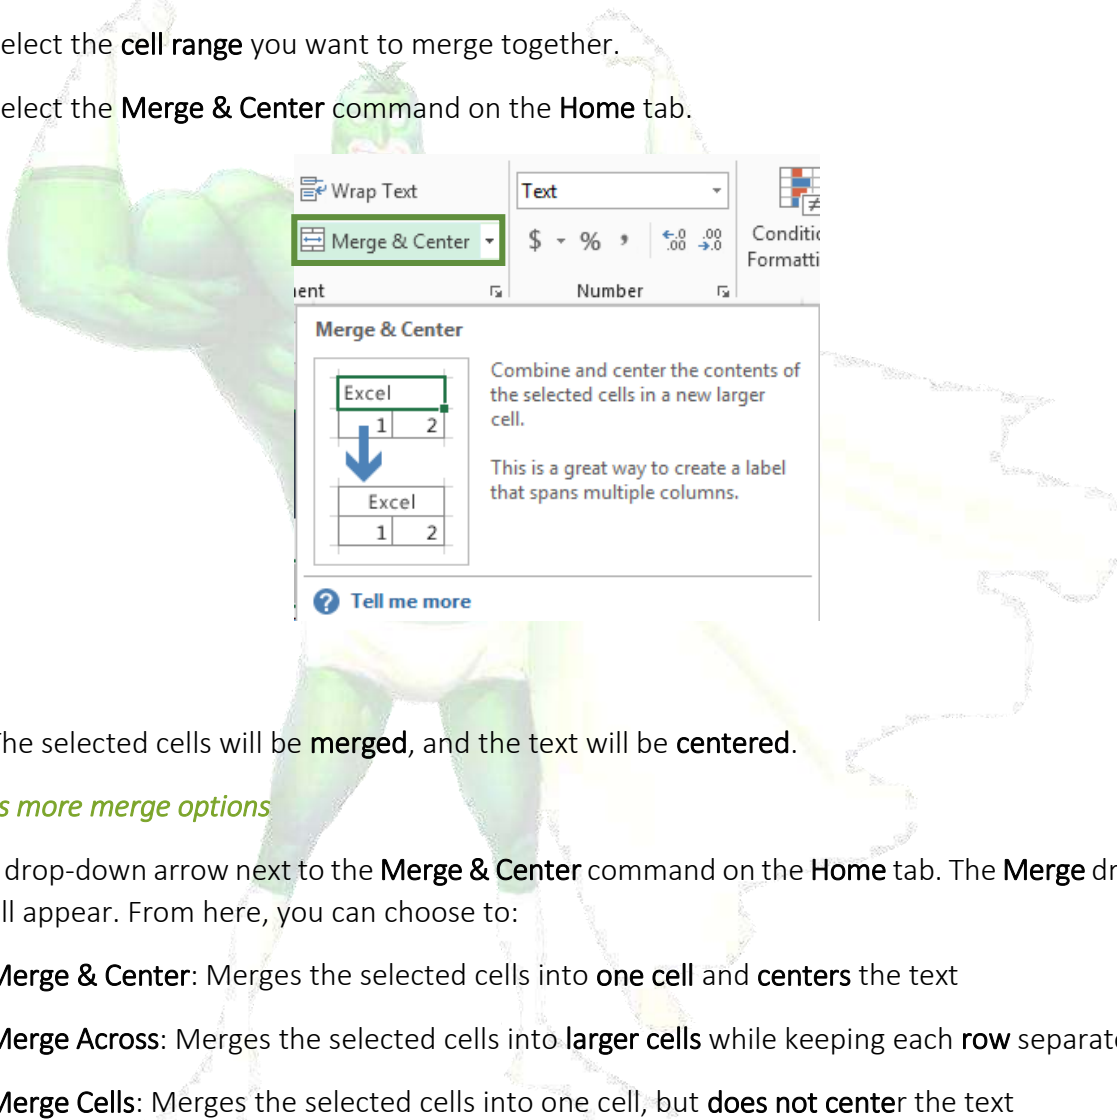 elect the cell range you want to merge together.
elect the Merge & Center command on the Home tab.
Wrap Text Text
Merge & Center $ % , .0 .00 .00 .0 Conditio
Formatti
ent Number
Merge & Center
Combine and center the contents of
the selected cells in a new larger
cell.
This is a great way to create a label
that spans multiple columns.
Excel
1 2
Excel
1 2
Tell me more
The selected cells will be merged, and the text will be centered.
s more merge options
drop-down arrow next to the Merge & Center command on the Home tab. The Merge dr
ll appear. From here, you can choose to:
Merge & Center: Merges the selected cells into one cell and centers the text
Merge Across: Merges the selected cells into larger cells while keeping each row separate
Merge Cells: Merges the selected cells into one cell, but does not center the text